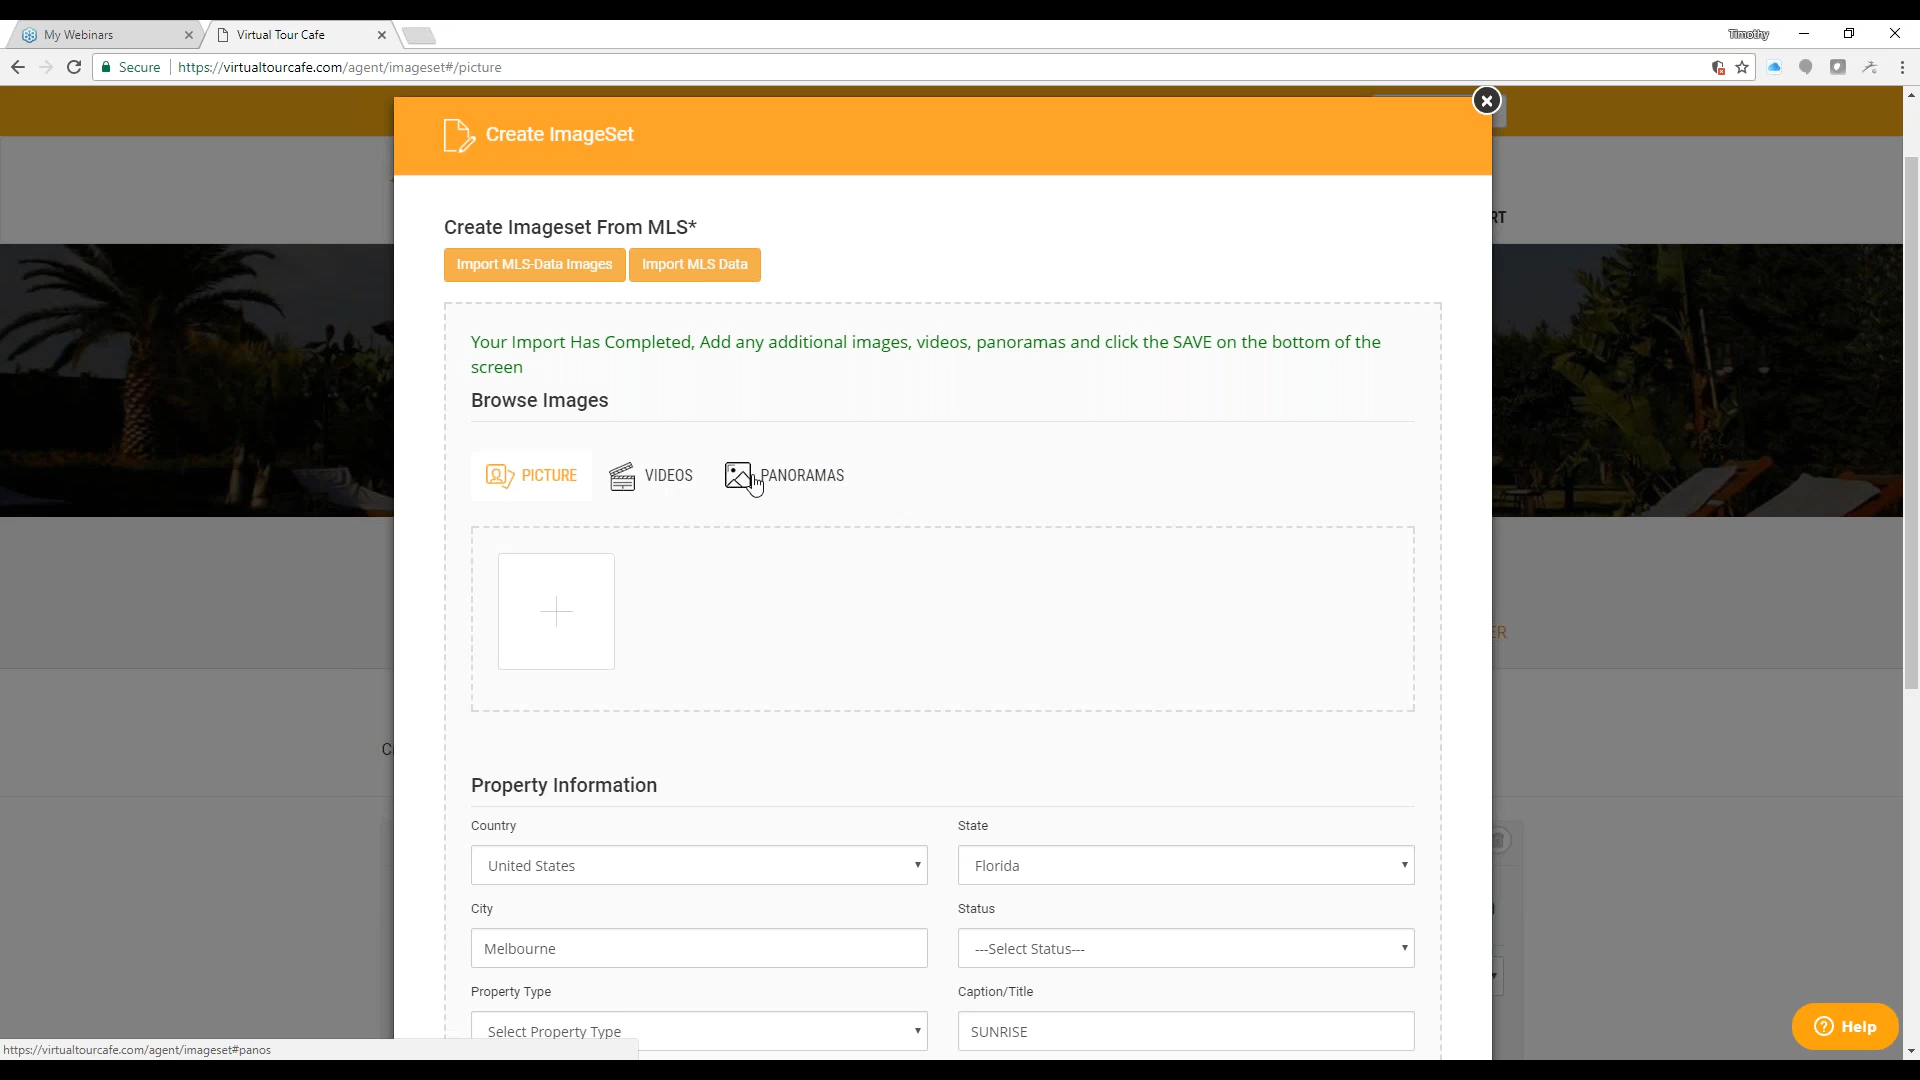 My Webinars
Virtual Tour Cafe
Timothy
Secure
https://virtualtourcafe.com/agent/imageset#/picture
Create ImageSet
Create Imageset From MLS*
Import MLS-Data Images
Import MLS Data
RT
Your Import Has Completed, Add any additional images, videos, panoramas and click the SAVE on the bottom of the
screen
Browse Images
PICTURE
VIDEOS
PANORAMAS
ER
C
Property Information
Country
State
United States
Florida
City
Status
Melbourne
---Select Status---
Property Type
Caption/Title
Select Property Type
SUNRISE
Help
https://virtualtourcafe.com/agent/imageset#panos